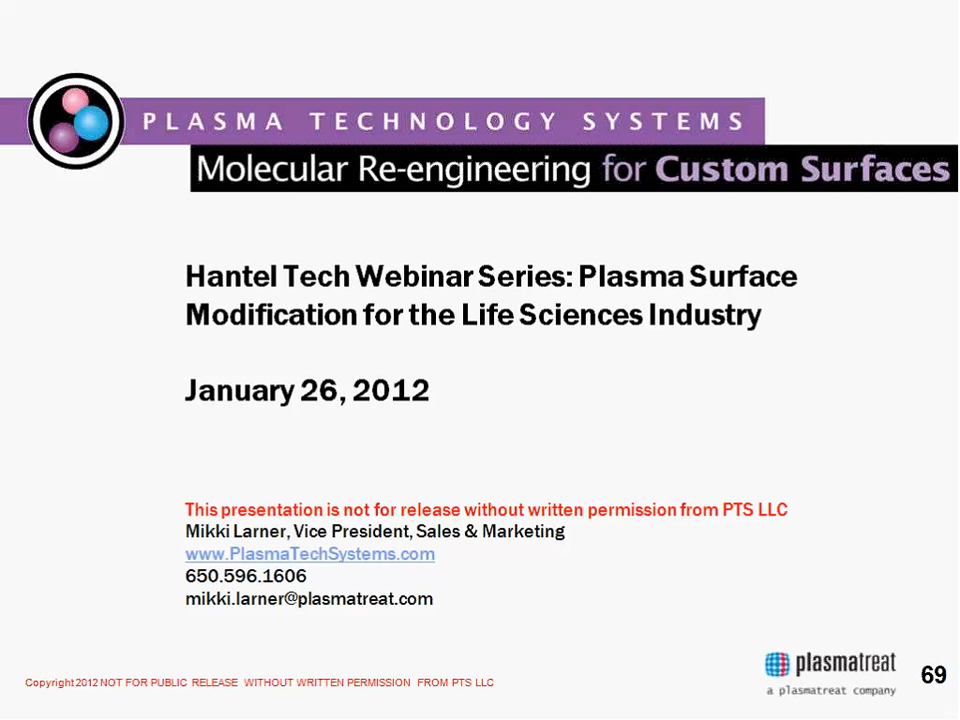 PLASMA TECHNOLOGY SYSTEMS
Molecular Re-engineering for Custom Surfaces
Hantel Tech Webinar Series: Plasma Surface
Modification for the Life Sciences Industry
January 26, 2012
This presentation is not for release without written permission from PTS LLC
Mikki Larner, Vice President, Sales & Marketing
www.PlasmaTechSystems.com
650.596.1606
mikki.larner@plasmatreat.com
plasmatreat
a plasmatreat company
69
Copyright 2012 NOT FOR PUBLIC RELEASE WITHOUT WRITTEN PERMISSION FROM PTS LLC